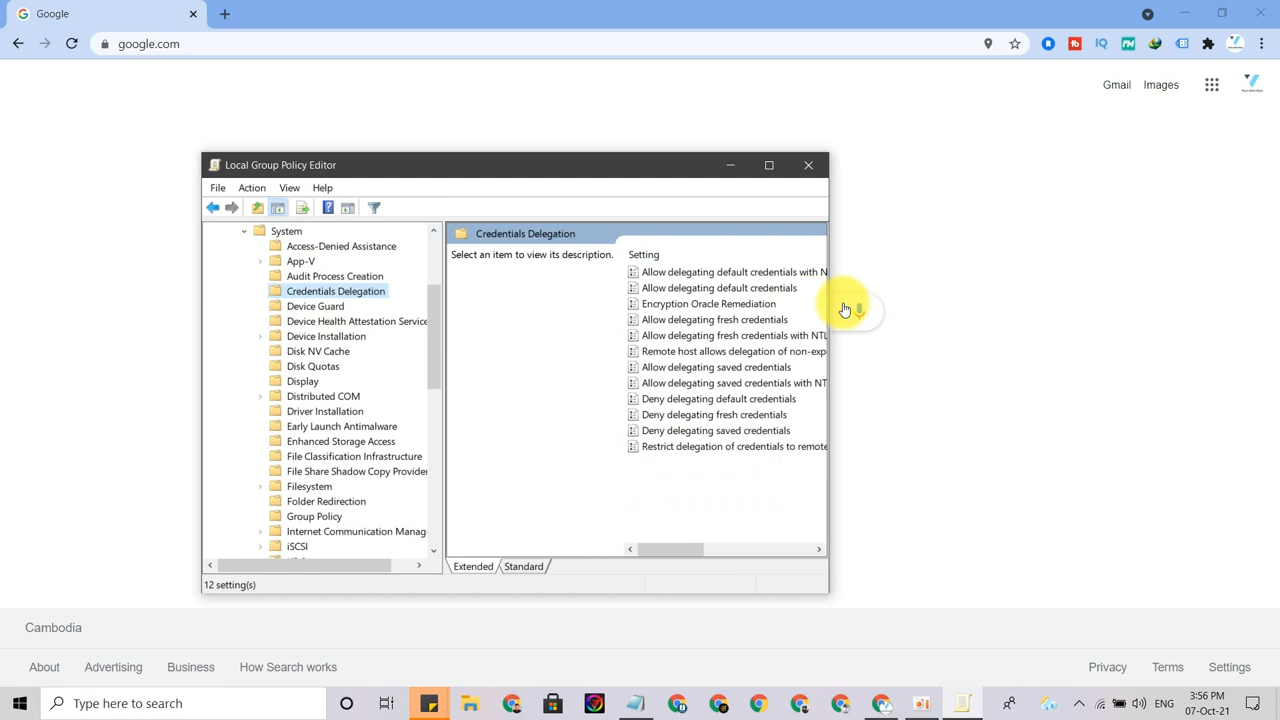 Google
google.com
Gmail
Images
Local Group Policy Editor
File
Action
View
Help
System
Access-Denied Assistance
App-V
Audit Process Creation
Credentials Delegation
Device Guard
Device Health Attestation Service
Device Installation
Disk NV Cache
Disk Quotas
Display
Distributed COM
Driver Installation
Early Launch Antimalware
Enhanced Storage Access
File Classification Infrastructure
File Share Shadow Copy Provider
Filesystem
Folder Redirection
Group Policy
Internet Communication Manag
iSCSI
Credentials Delegation
Select an item to view its description.
Setting
Allow delegating default credentials with N
Allow delegating default credentials
Encryption Oracle Remediation
Allow delegating fresh credentials
Allow delegating fresh credentials with NTL
Remote host allows delegation of non-exp
Allow delegating saved credentials
Allow delegating saved credentials with NT
Deny delegating default credentials
Deny delegating fresh credentials
Deny delegating saved credentials
Restrict delegation of credentials to remote
Extended
Standard
12 setting(s)
Cambodia
About
Advertising
Business
How Search works
Privacy
Terms
Settings
Type here to search
ENG
3:56 PM
07-Oct-21